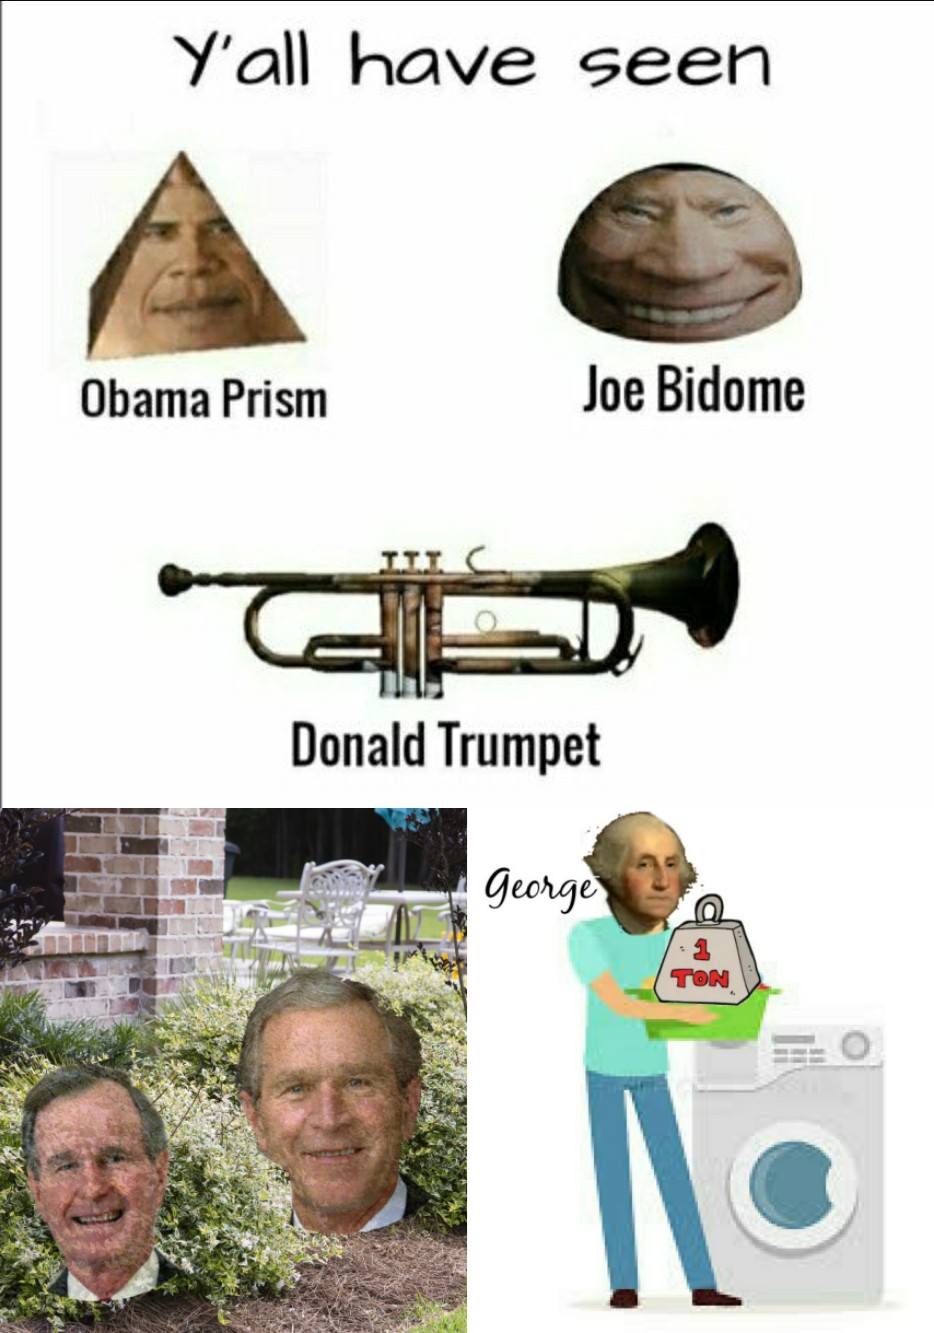 Y'all have seen
Obama Prism
Joe Bidome
Donald Trumpet
George
1
TON